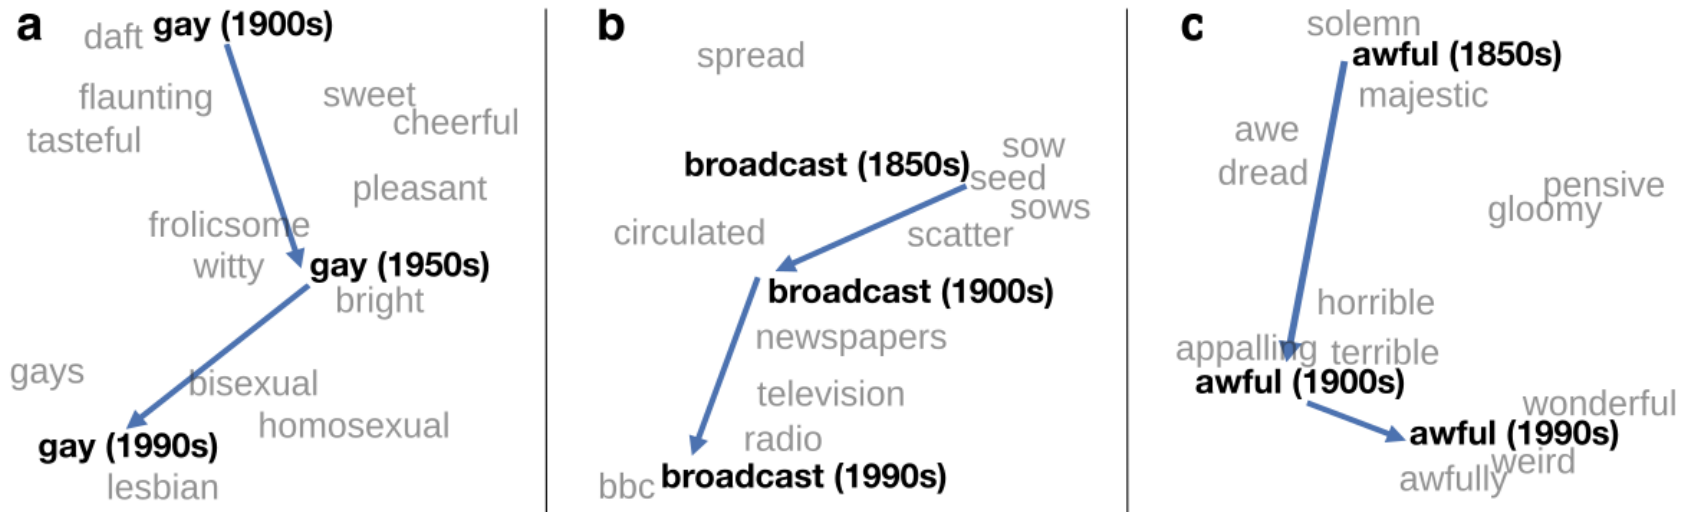 a
daft gay (1900s)
flaunting
sweet
cheerful
tasteful
pleasant
frolicsome
witty
gay (1950s)
bright
gays
bisexual
homosexual
gay (1990s)
lesbian
b
spread
sow
broadcast (1850s)
seed
sows
circulated
scatter
broadcast (1900s)
newspapers
television
radio
bbc broadcast (1990s)
c
solemn
awful (1850s)
majestic
awe
dread
pensive
gloomy
horrible
appalling terrible
awful (1900s)
wonderful
awful (1990s)
weird
awfully